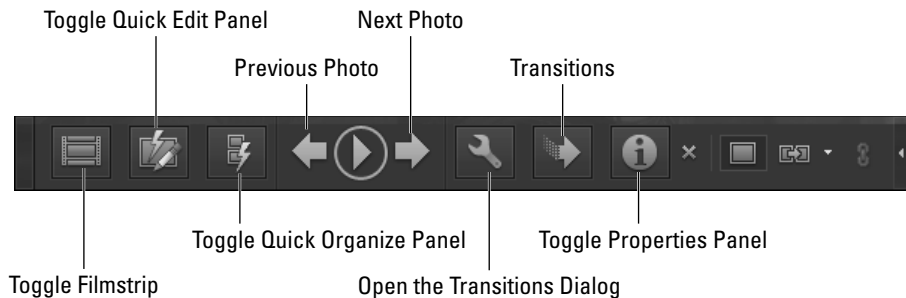 Toggle Quick Edit Panel
Next Photo
Previous Photo
Transitions
Toggle Quick Organize Panel
Toggle Properties Panel
Toggle Filmstrip
Open the Transitions Dialog